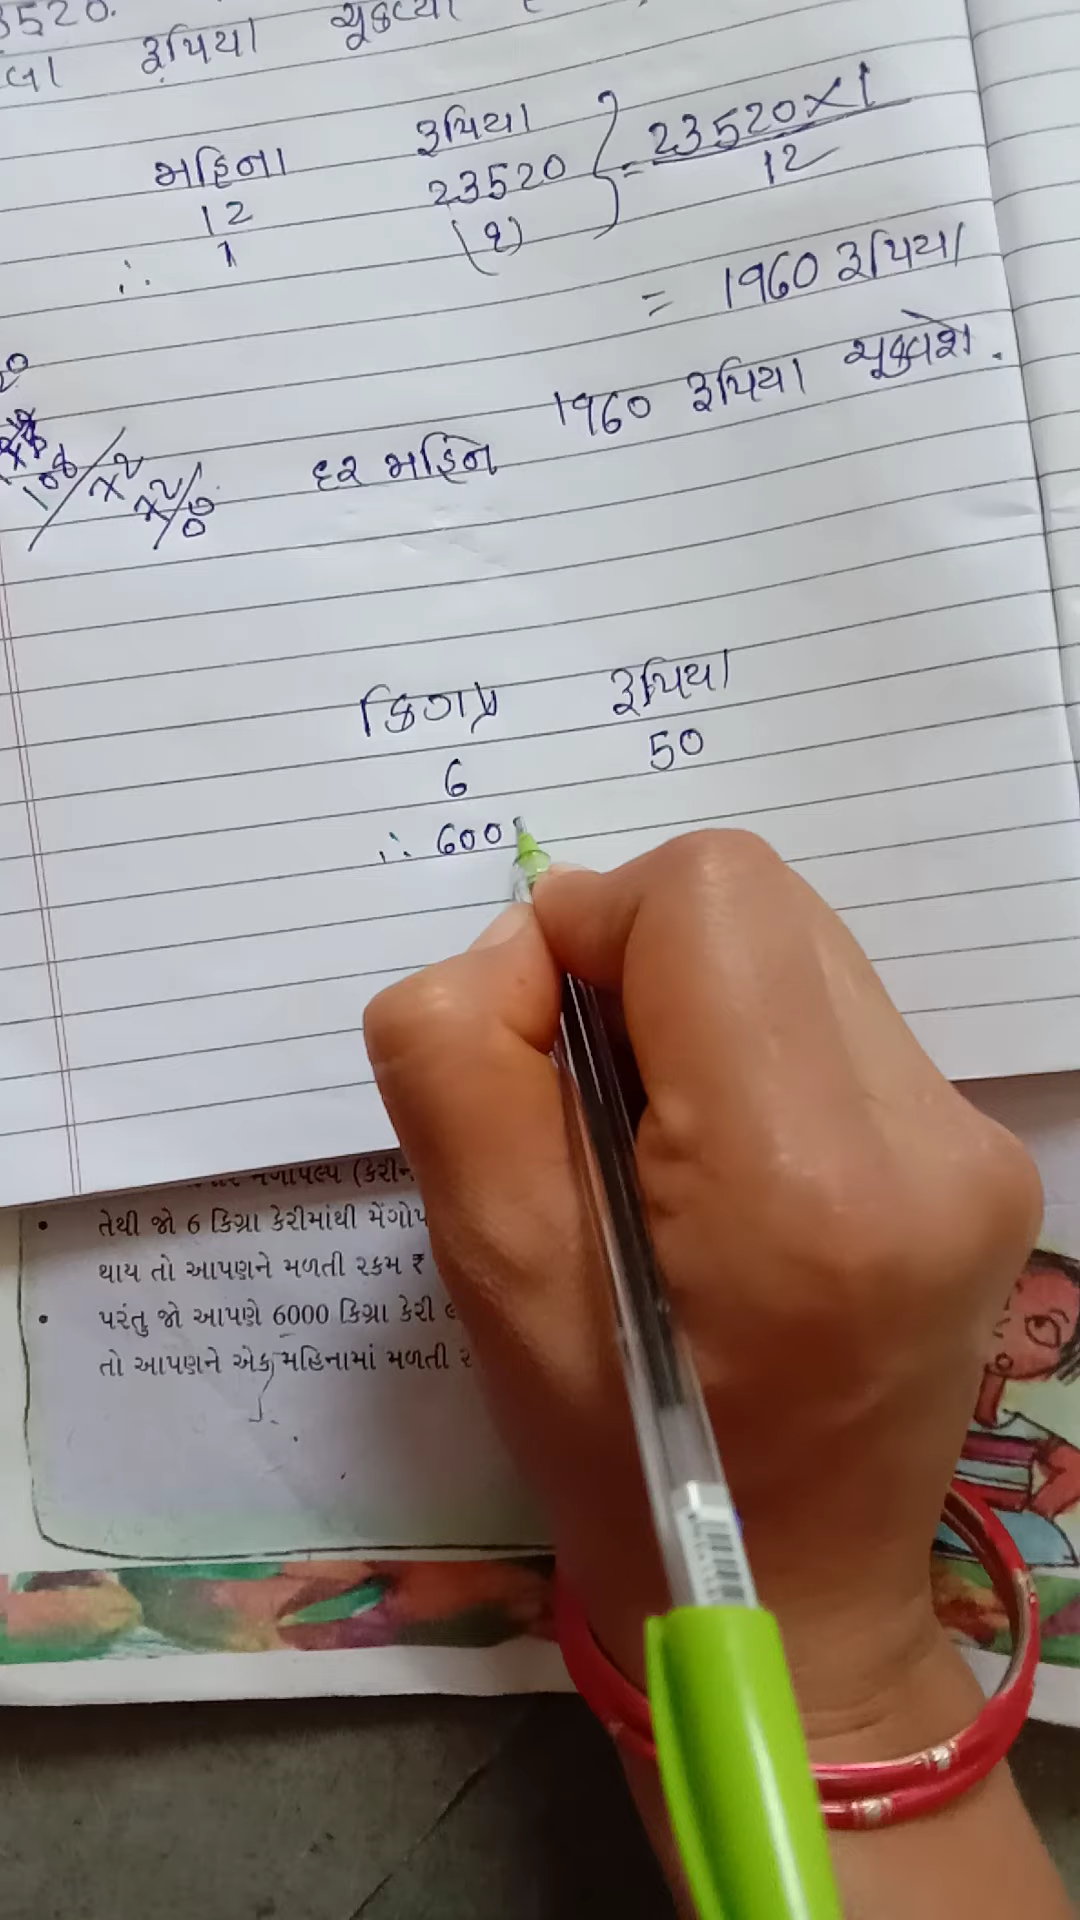 3520.
રૂપિયા
મહિના રૂપિયા
12 23520 = 23520×1
∴ 1 (?) 12
= 1960 રૂપિયા
દર મહિને 1960 રૂપિયા ચૂકવશે.
કિગ્રા રૂપિયા
6 50
∴ 600
(કેરીન
• તેથી જો 6 કિગ્રા કેરીમાંથી મેંગોપ
થાય તો આપણને મળતી રકમ ₹
• પરંતુ જો આપણે 6000 કિગ્રા કેરી
તો આપણને એક મહિનામાં મળતી ર